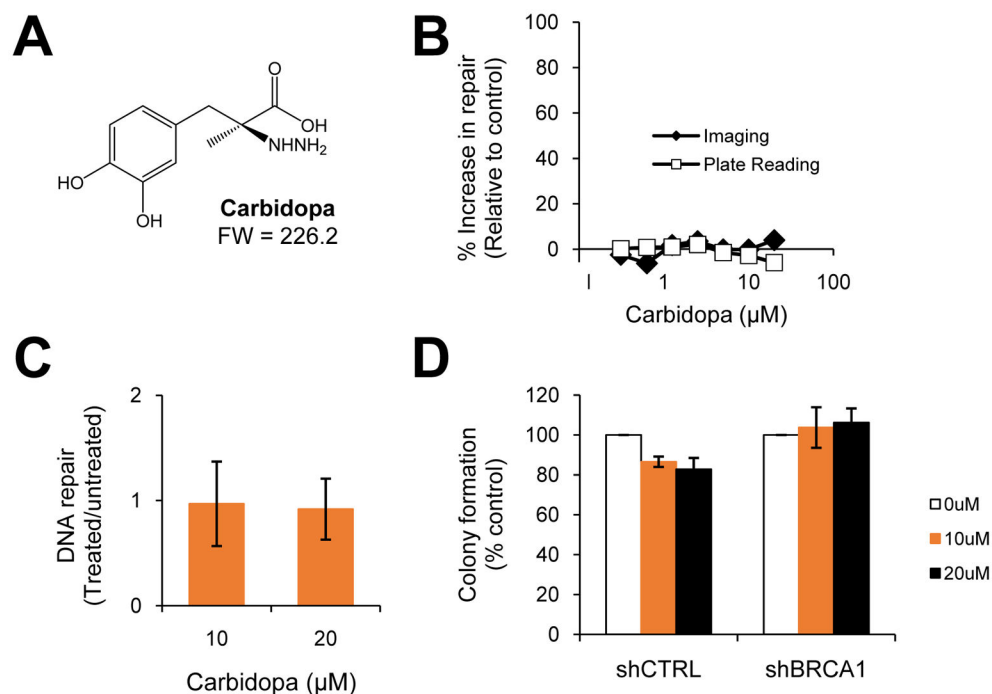 A
O
OH
NHNH2
HO
OH
Carbidopa
FW = 226.2
B
% Increase in repair
(Relative to control)
100
80
60
40
20
0
-20
Imaging
Plate Reading
1
10
100
Carbidopa (µM)
C
DNA repair
(Treated/untreated)
2
1
0
10
20
Carbidopa (µM)
D
Colony formation
(% control)
120
100
80
60
40
20
0
shCTRL
shBRCA1
0uM
10uM
20uM